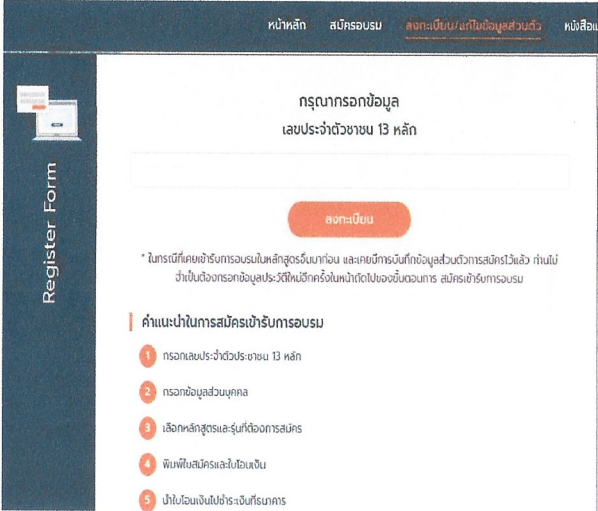 หน้าหลัก สมัครอบรม ลงทะเบียน/แก้ไขข้อมูลส่วนตัว
กรุณากรอกข้อมูล
เลขประจำตัวชาชน 13 หลัก
Register Form
ลงทะเบียน
* ในกรณีที่เคยเข้ารับการอบรมในหลักสูตรอื่นมาก่อน และเคยมีการบันทึกข้อมูลส่วนตัวการสมัครไว้แล้ว ท่านไม่
จำเป็นต้องกรอกข้อมูลประวัติใหม่อีกครั้งในหน้าถัดไปของขั้นตอนการ สมัครเข้ารับการอบรม
คำแนะนำในการสมัครเข้ารับการอบรม
1 กรอกเลขประจำตัวประชาชน 13 หลัก
2 กรอกข้อมูลส่วนบุคคล
3 เลือกหลักสูตรและรุ่นที่ต้องการสมัคร
4 พิมพ์ใบสมัครและใบโอนเงิน
5 นำใบโอนเงินไปชำระเงินที่ธนาคาร